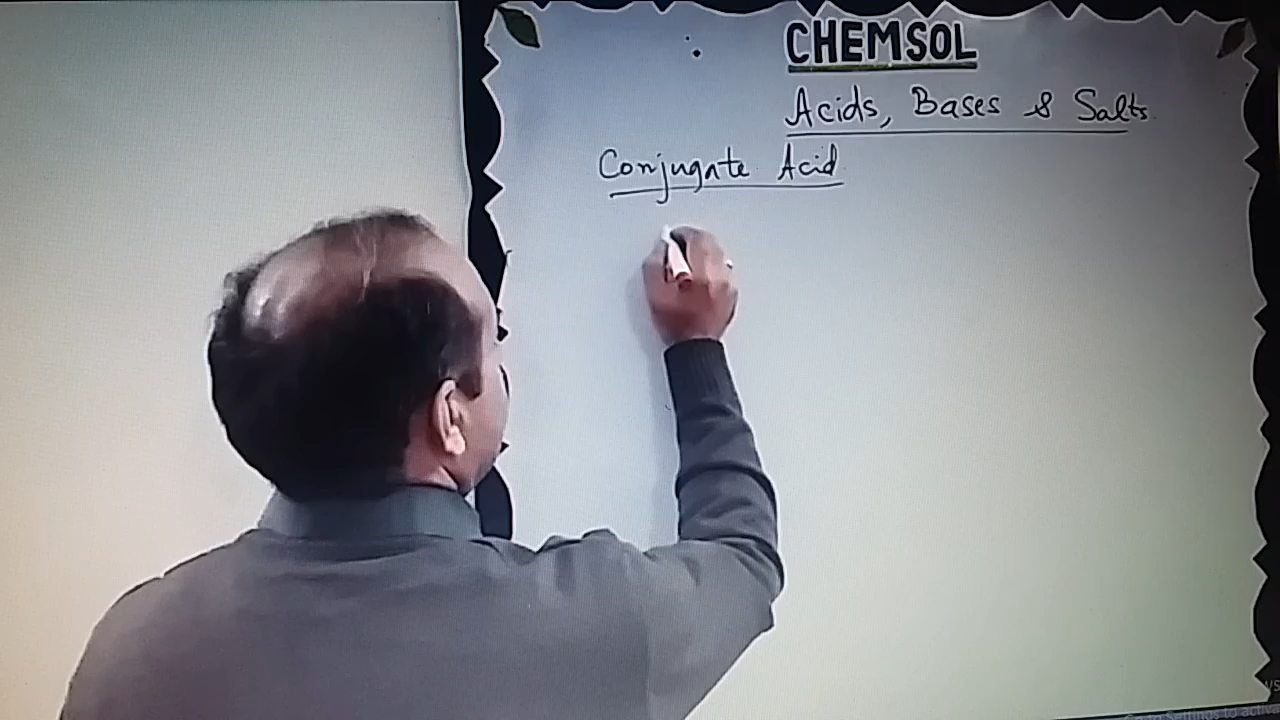 CHEMSOL
Acids, Bases & Salts
Conjugate Acid